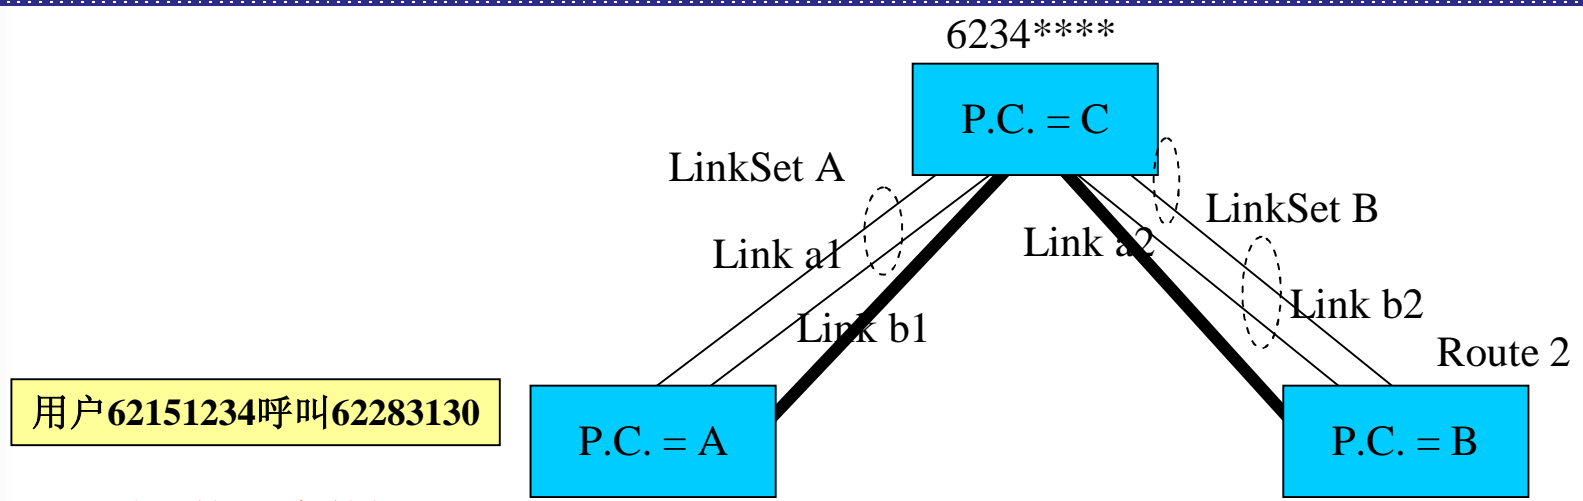 6234****
P.C. = C
LinkSet A
LinkSet B
Link a1
Link a2
Link b2
Link b1
Route 2
用户62151234呼叫62283130
P.C. = A
P.C. = B